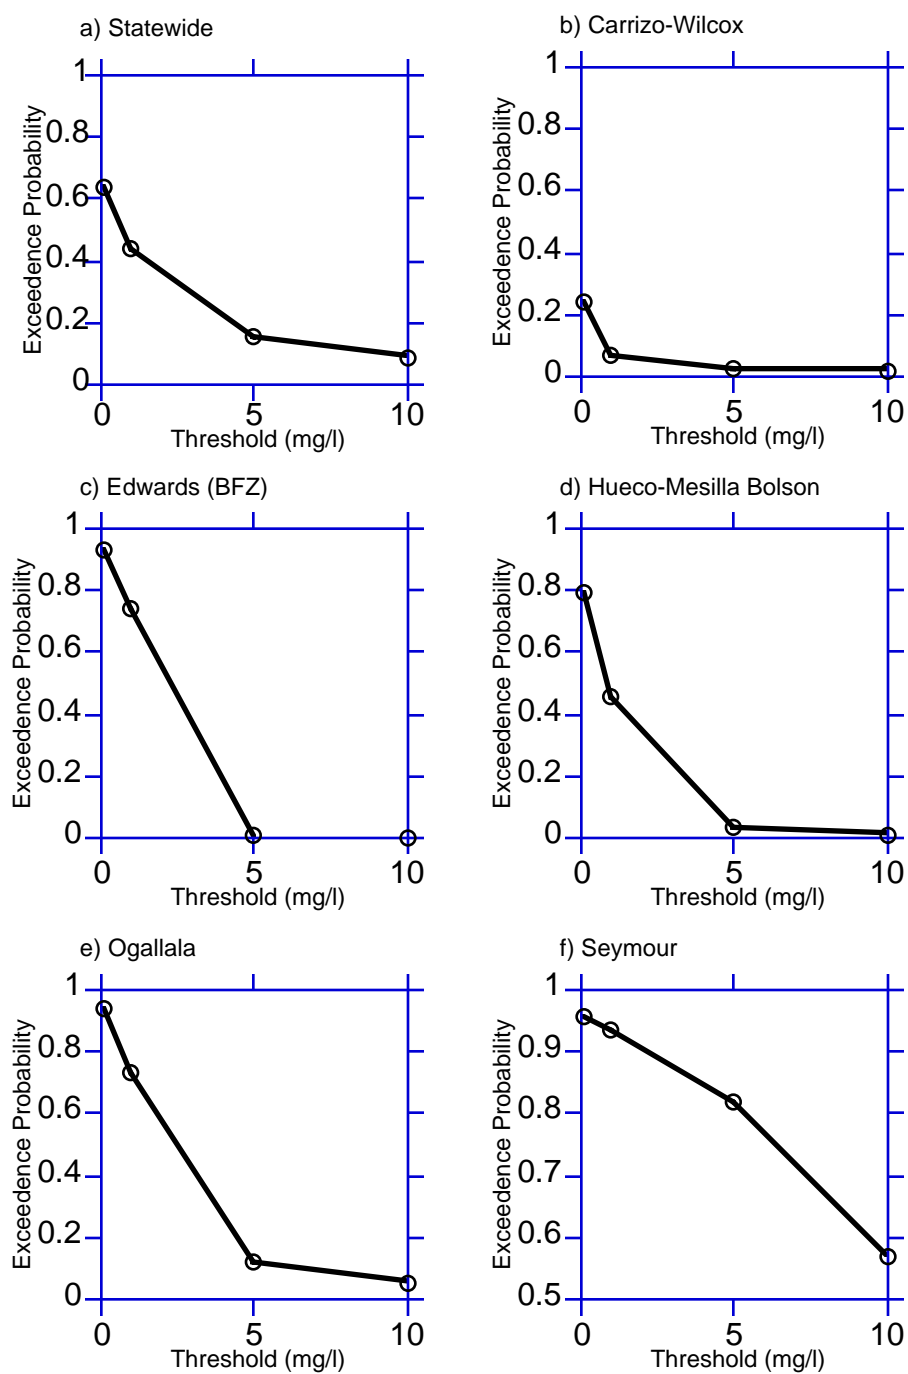 a) Statewide
1
0.8
0.6
0.4
0.2
0
0 5 10
Exceedence Probability
Threshold (mg/l)
b) Carrizo-Wilcox
1
0.8
0.6
0.4
0.2
0
0 5 10
Exceedence Probability
Threshold (mg/l)
c) Edwards (BFZ)
1
0.8
0.6
0.4
0.2
0
0 5 10
Exceedence Probability
Threshold (mg/l)
d) Hueco-Mesilla Bolson
1
0.8
0.6
0.4
0.2
0
0 5 10
Exceedence Probability
Threshold (mg/l)
e) Ogallala
1
0.8
0.6
0.4
0.2
0
0 5 10
Exceedence Probability
Threshold (mg/l)
f) Seymour
1
0.9
0.8
0.7
0.6
0.5
0 5 10
Exceedence Probability
Threshold (mg/l)